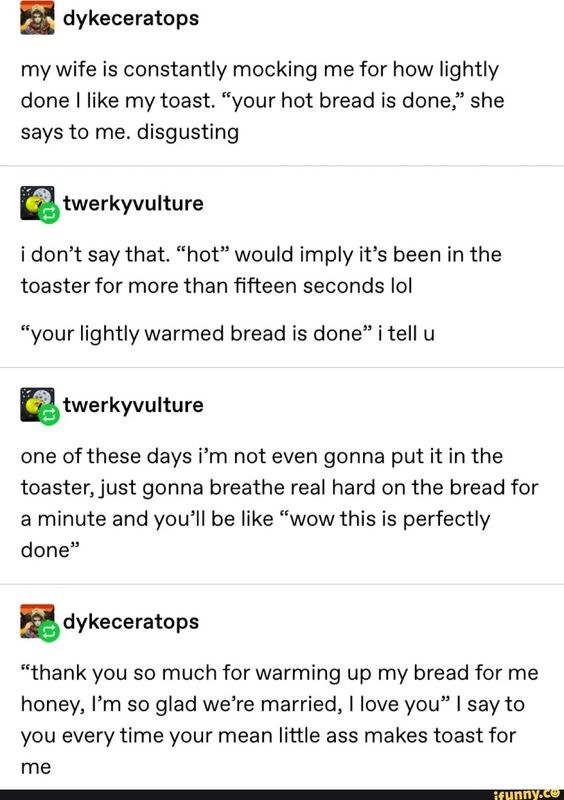 dykeceratops
my wife is constantly mocking me for how lightly
done I like my toast. “your hot bread is done,” she
says to me. disgusting
twerkyvulture
i don’t say that. “hot” would imply it’s been in the
toaster for more than fifteen seconds lol
“your lightly warmed bread is done” i tell u
twerkyvulture
one of these days i’m not even gonna put it in the
toaster, just gonna breathe real hard on the bread for
a minute and you’ll be like “wow this is perfectly
done”
dykeceratops
“thank you so much for warming up my bread for me
honey, I’m so glad we’re married, I love you” I say to
you every time your mean little ass makes toast for
me
ifunny.co